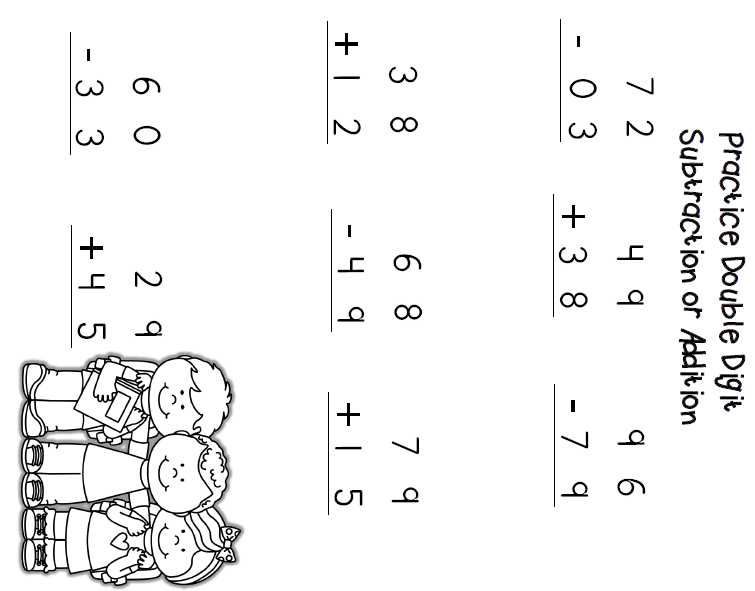 Practice Double Digit
Subtraction or Addition
72 49 96
- 03 + 38 - 79
38 68 79
+ 12 - 49 + 15
60 29
- 33 + 45